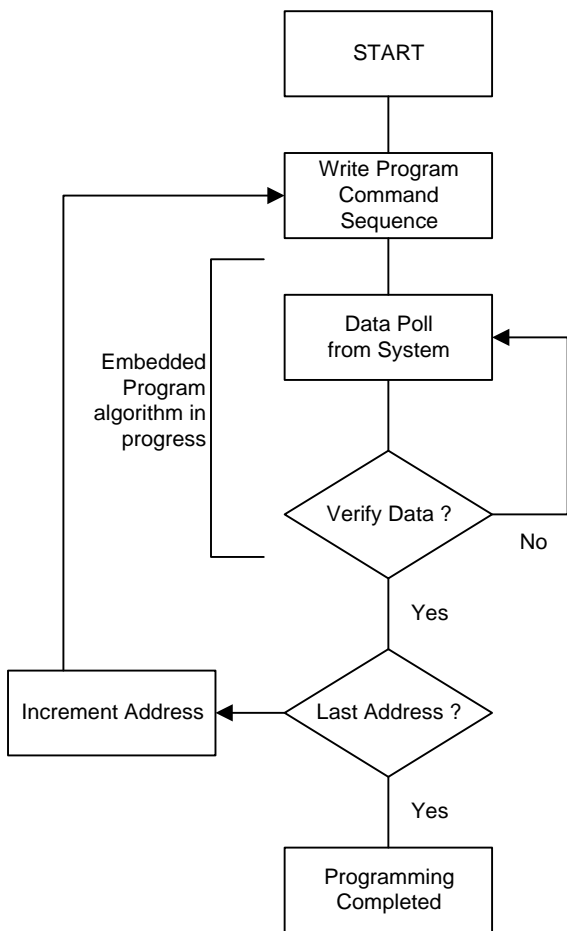 START
Write Program
Command
Sequence
Data Poll
from System
Embedded
Program
algorithm in
progress
Verify Data ?
No
Yes
Increment Address
Last Address ?
Yes
Programming
Completed